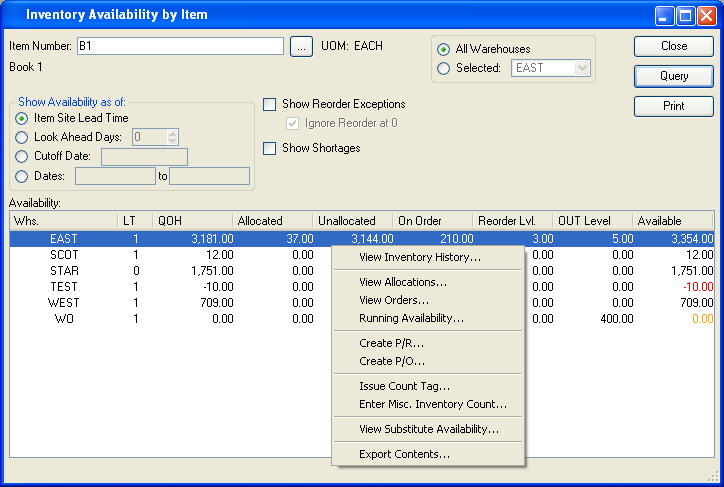 Inventory Availability by Item
Item Number: B1 ... UOM: EACH
Book 1
All Warehouses
Selected: EAST
Close
Query
Print
Show Availability as of:
Item Site Lead Time
Look Ahead Days: 0
Cutoff Date:
Dates: to
Show Reorder Exceptions
Ignore Reorder at 0
Show Shortages
Availability:
Whs. LT QOH Allocated Unallocated On Order Reorder Lvl. OUT Level Available
EAST 1 3,181.00 37.00 3,144.00 210.00 3.00 5.00 3,354.00
SCOT 1 12.00 0.00 0.00 0.00 12.00
STAR 0 1,751.00 0.00 0.00 0.00 1,751.00
TEST 1 -10.00 0.00 0.00 0.00 -10.00
WEST 1 709.00 0.00 0.00 0.00 709.00
WO 1 0.00 0.00 0.00 400.00 0.00
View Inventory History...
View Allocations...
View Orders...
Running Availability...
Create P/R...
Create P/O...
Issue Count Tag...
Enter Misc. Inventory Count...
View Substitute Availability...
Export Contents...